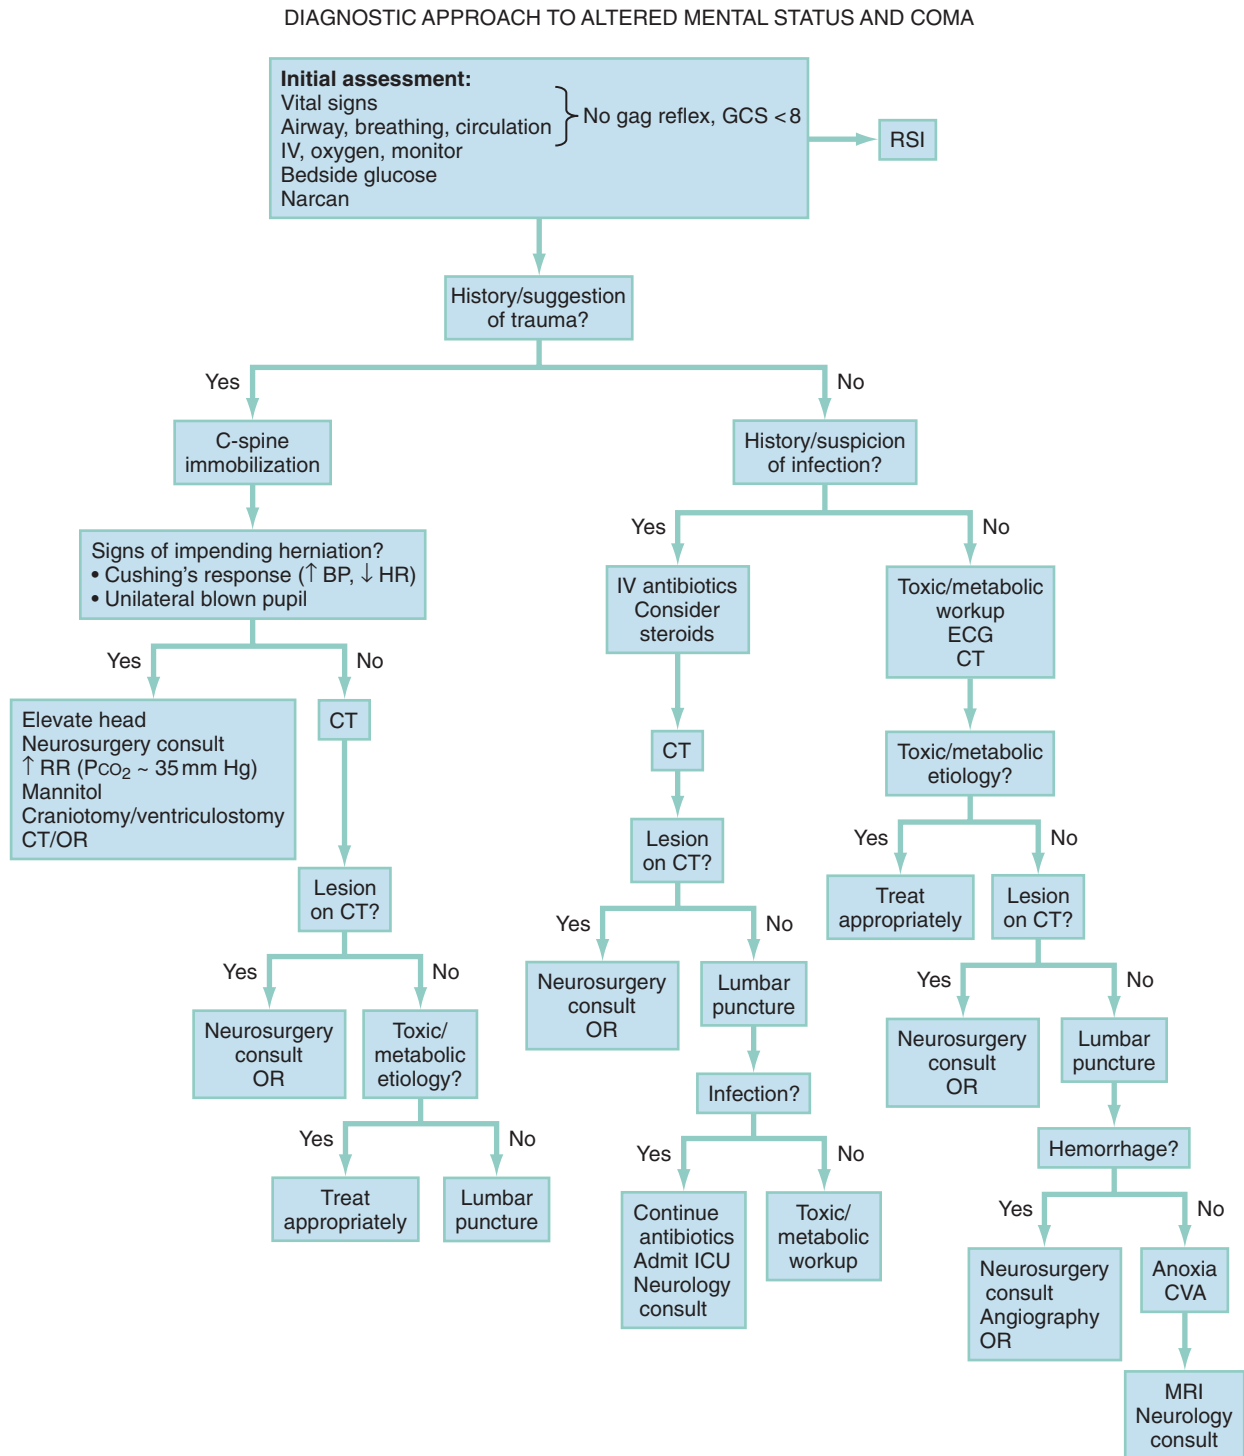 DIAGNOSTIC APPROACH TO ALTERED MENTAL STATUS AND COMA
Initial assessment:
Vital signs
Airway, breathing, circulation
IV, oxygen, monitor
Bedside glucose
Narcan
No gag reflex, GCS <8
RSI
History/suggestion
of trauma?
Yes
No
C-spine
immobilization
History/suspicion
of infection?
Signs of impending herniation?
• Cushing's response (↑ BP, ↓ HR)
• Unilateral blown pupil
Yes
No
Elevate head
Neurosurgery consult
↑ RR (PCO₂ ~ 35 mm Hg)
Mannitol
Craniotomy/ventriculostomy
CT/OR
CT
Lesion
on CT?
Yes
No
Neurosurgery
consult
OR
Toxic/
metabolic
etiology?
Yes
No
Treat
appropriately
Lumbar
puncture
Yes
No
IV antibiotics
Consider
steroids
CT
Lesion
on CT?
Yes
No
Neurosurgery
consult
OR
Lumbar
puncture
Infection?
Yes
No
Continue
antibiotics
Admit ICU
Neurology
consult
Toxic/
metabolic
workup
Toxic/metabolic
workup
ECG
CT
Toxic/metabolic
etiology?
Yes
No
Treat
appropriately
Lesion
on CT?
Yes
No
Neurosurgery
consult
OR
Lumbar
puncture
Hemorrhage?
Yes
No
Neurosurgery
consult
Angiography
OR
Anoxia
CVA
MRI
Neurology
consult